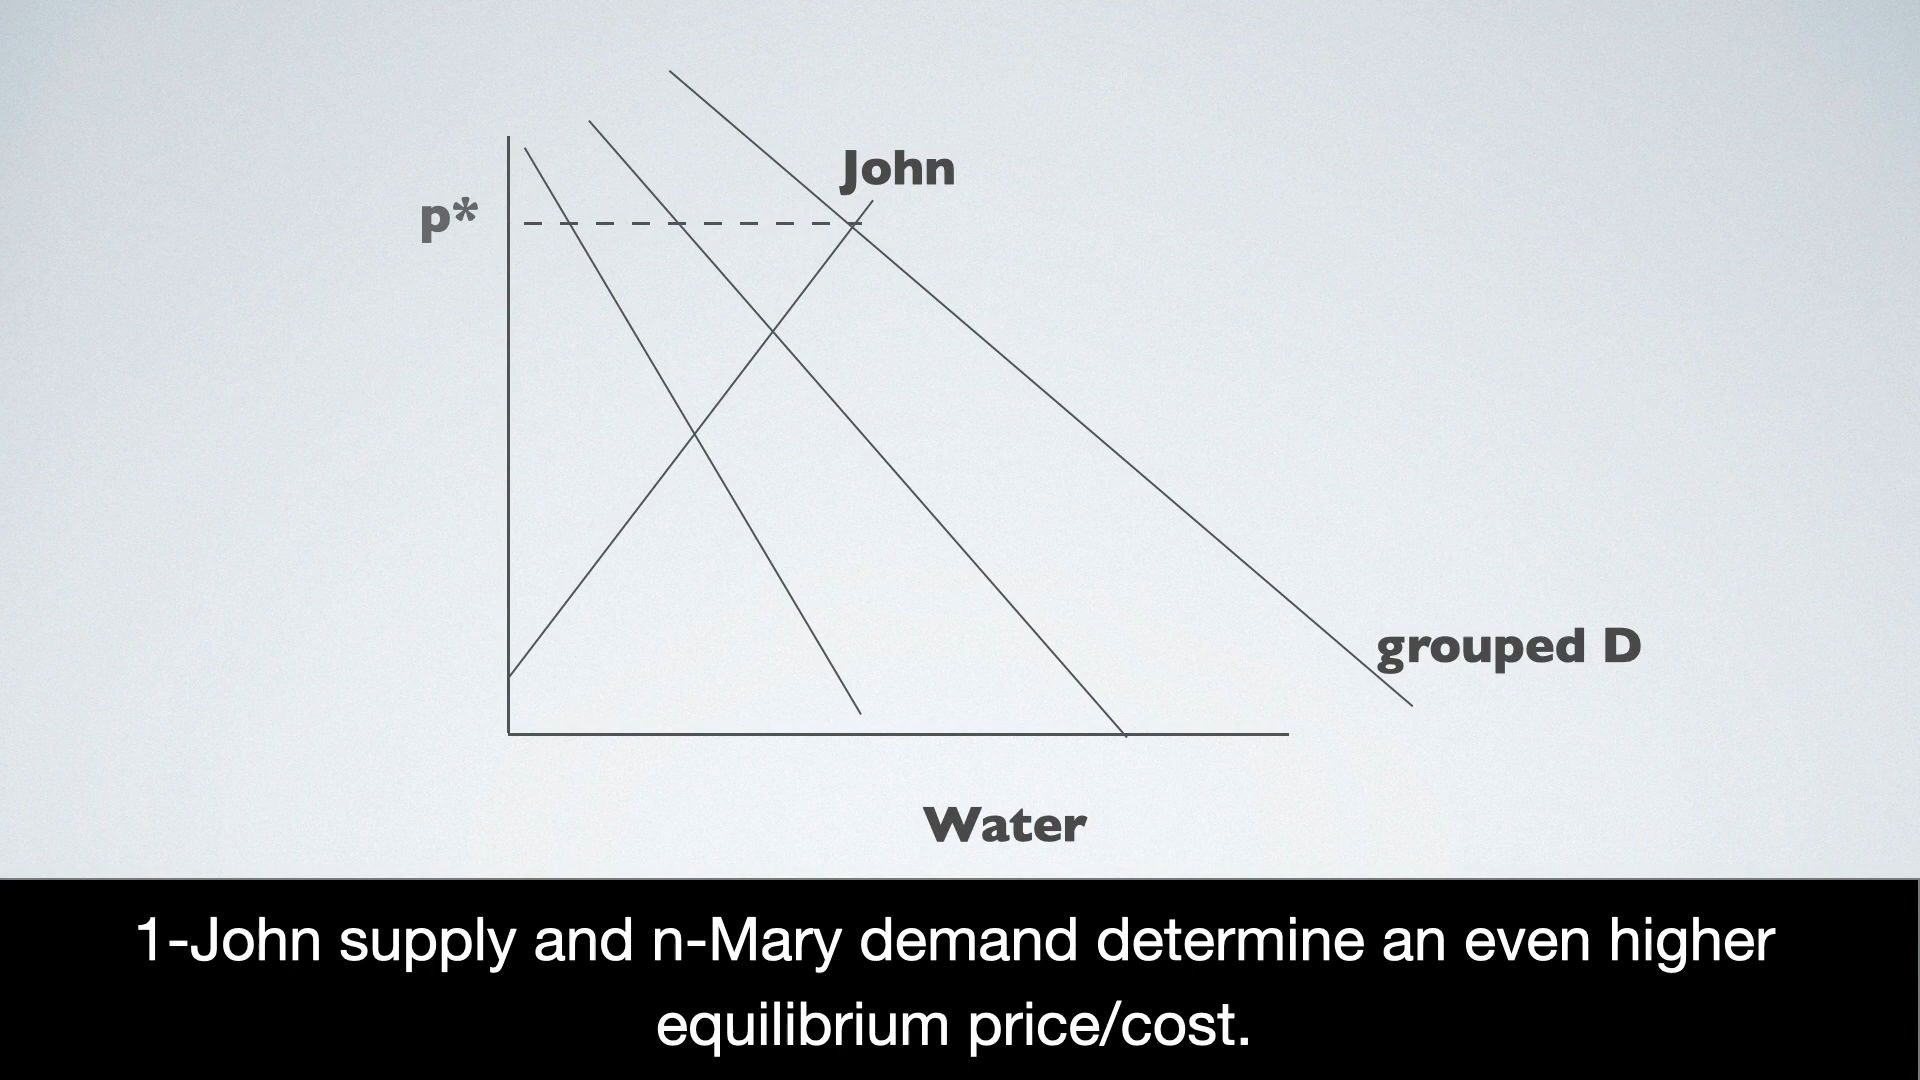 John
p*
grouped D
Water
1-John supply and n-Mary demand determine an even higher
equilibrium price/cost.